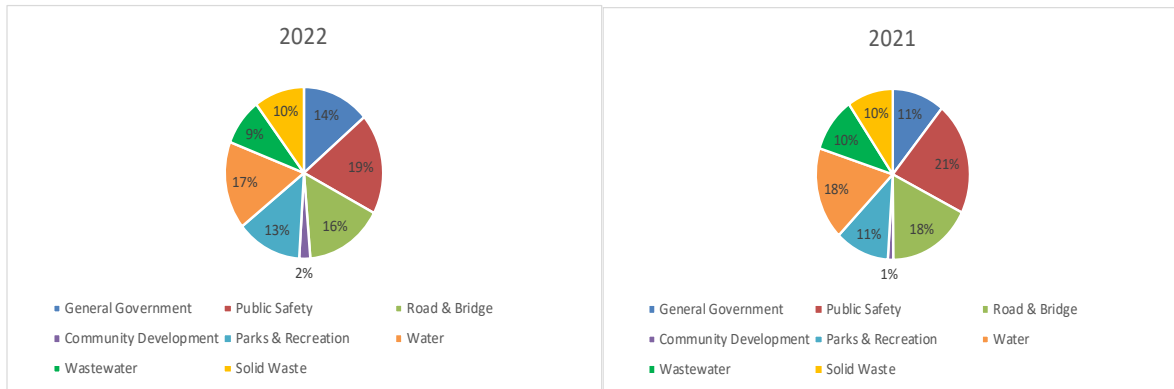 2022
14%
19%
16%
2%
13%
17%
9%
10%
General Government
Public Safety
Road & Bridge
Community Development
Parks & Recreation
Water
Wastewater
Solid Waste
2021
11%
21%
18%
1%
11%
18%
10%
10%
General Government
Public Safety
Road & Bridge
Community Development
Parks & Recreation
Water
Wastewater
Solid Waste